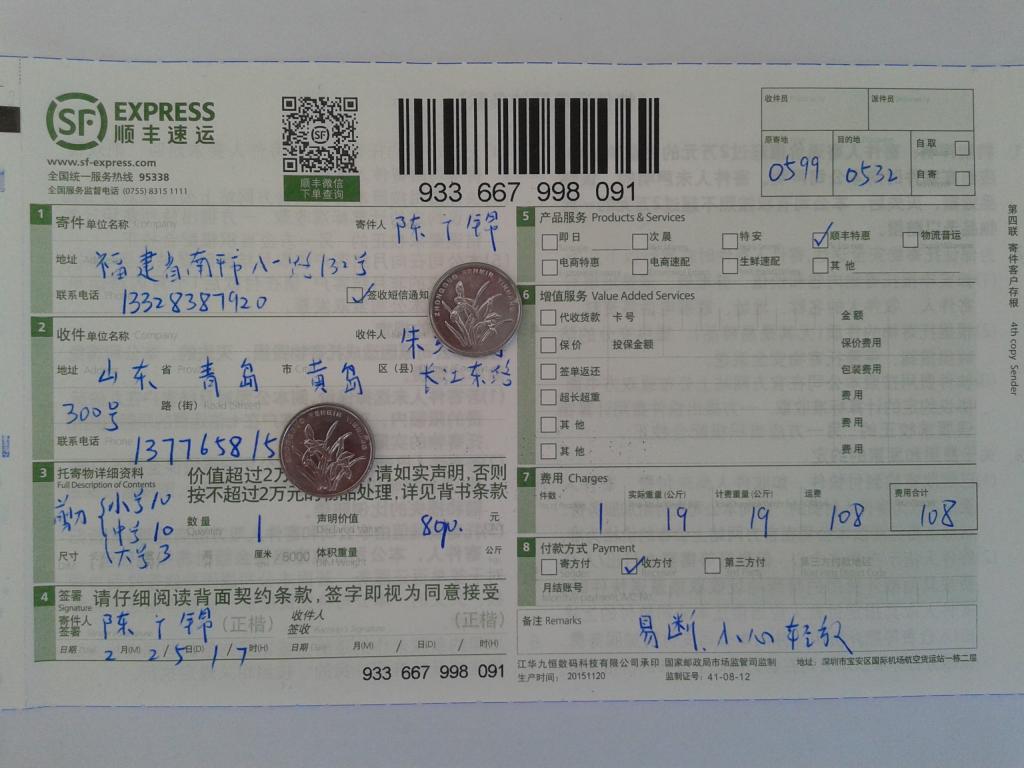 SF EXPRESS
顺丰速运
www.sf-express.com
全国统一服务热线 95338
全国服务监督电话 (0755) 8315 1111
SF
顺丰微信
下单查询
933 667 998 091
收件员
派件员
原寄地 0599
目的地 0532
自取
自寄
第四联 寄件客户存根 4th copy Sender
1 寄件 单位名称 Company 寄件人 陈 锦
地址 福建省南平市八一路132号
联系电话 13328387920 签收短信通知
2 收件 单位名称 Company 收件人 朱
地址 山东 省 青岛 市 黄岛 区(县) 长江东路
300号 路(街) Road (Street)
联系电话 137765815
3 托寄物详细资料
Full Description of Contents
价值超过2万 ,请如实声明,否则
按不超过2万元的物品处理,详见背书条款
小号10
中号10
大号3
数量 Quantity 1 声明价值 800. 元
尺寸 厘米 8000 体积重量 公斤
4 签署 Signature 请仔细阅读背面契约条款,签字即视为同意接受
寄件人签署 陈 锦 (正楷) 收件人签收 (正楷)
日期 2 月(M) / 25 日(D) / 17 时(H) 日期 月(M) / 日(D) / 时(H)
933 667 998 091
5 产品服务 Products & Services
即日 次晨 特安 顺丰特惠 物流普运
电商特惠 电商速配 生鲜速配 其他
6 增值服务 Value Added Services
代收货款 卡号 金额
保价 投保金额 保价费用
签单返还 包装费用
超长超重 费用
其他 费用
其他 费用
7 费用 Charges
件数 实际重量(公斤) 计费重量(公斤) 运费 费用合计
1 19 19 108 108
8 付款方式 Payment
寄方付 收方付 第三方付 第三方付款地区
月结账号
备注 Remarks 易断.小心轻放
江华九恒数码科技有限公司承印 国家邮政局市场监管司监制 地址: 深圳市宝安区国际机场航空货运站一栋二层
生产时间: 20151120 监制证号: 41-08-12
ZHONGGUO RENMIN YINHANG
ZHONGGUO RENMIN YINHANG